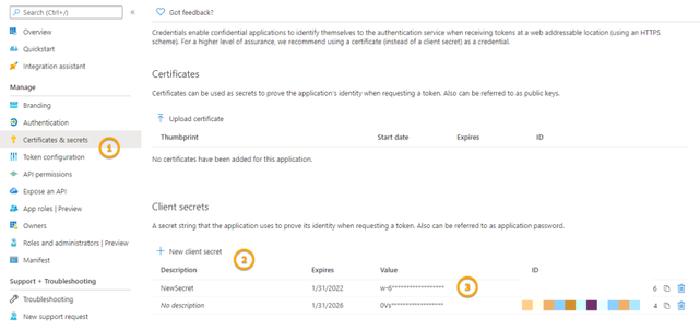 Search (Ctrl+/)
«
Overview
Quickstart
Integration assistant
Manage
Branding
Authentication
Certificates & secrets
1
Token configuration
API permissions
Expose an API
App roles | Preview
Owners
Roles and administrators | Preview
Manifest
Support + Troubleshooting
Troubleshooting
New support request
Got feedback?
Credentials enable confidential applications to identify themselves to the authentication service when receiving tokens at a web addressable location (using an HTTPS
scheme). For a higher level of assurance, we recommend using a certificate (instead of a client secret) as a credential.
Certificates
Certificates can be used as secrets to prove the application's identity when requesting a token. Also can be referred to as public keys.
Upload certificate
Thumbprint Start date Expires ID
No certificates have been added for this application.
Client secrets
A secret string that the application uses to prove its identity when requesting a token. Also can be referred to as application password.
New client secret
2
Description Expires Value ID
NewSecret 1/31/2022 w-6******************* 3 6
No description 1/31/2026 4